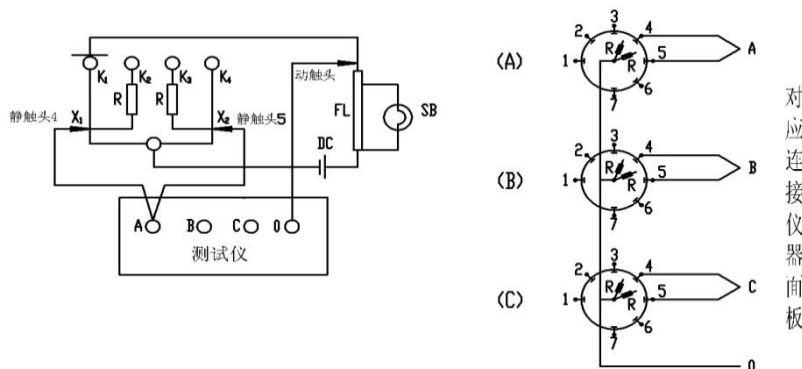 K₁ K₂ K₃ K₄
R R
静触头4 X₁ X₂ 静触头5
动触头
FL SB
DC
A B C 0
测试仪
(A) 1 2 3 4 5 6 7 R R A
(B) 1 2 3 4 5 6 7 R R B
(C) 1 2 3 4 5 6 7 R R C
0
对
应
连
接
仪
器
面
板